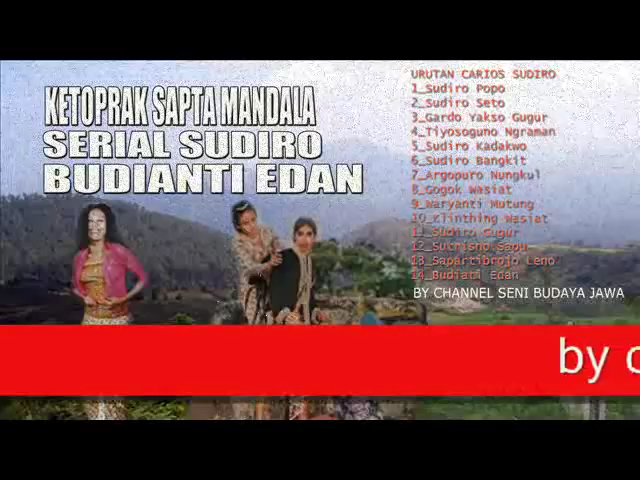 KETOPRAK SAPTA MANDALA
SERIAL SUDIRO
BUDIANTI EDAN
URUTAN CARIOS SUDIRO
1_Sudiro Popo
2_Sudiro Seto
3_Gardo Yakso Gugur
4_Tiyosoguno Ngraman
5_Sudiro Kadakwo
6_Sudiro Bangkit
7_Argopuro Nungkul
8_Gogok Wasiat
9_Waryanti Mutung
10_Klinthing Wasiat
11_Sudiro Gugur
12_Sutrisno Sapu
13_Sapartibrojo Leno
14_Budiati Edan
BY CHANNEL SENI BUDAYA JAWA
by c